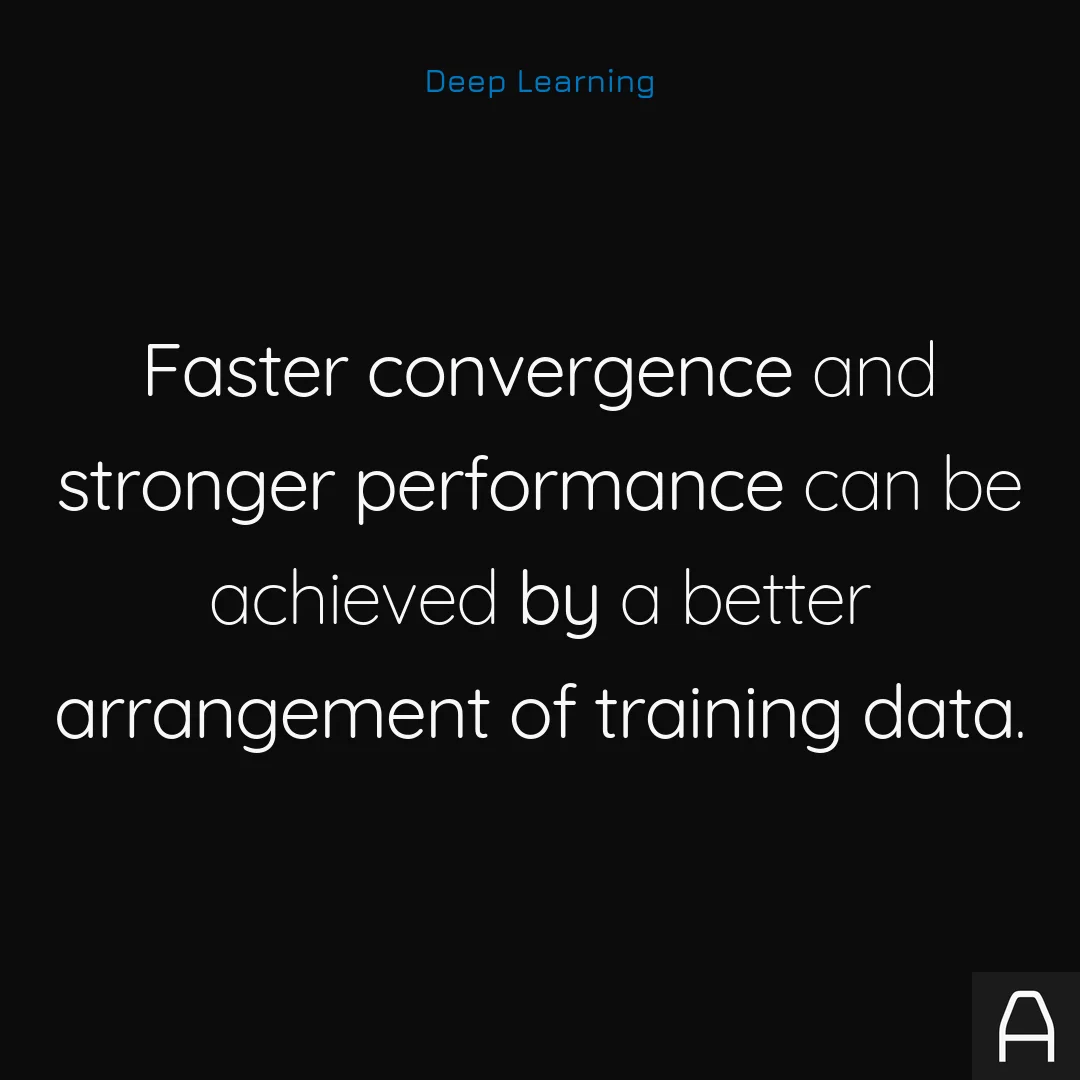 Deep Learning
Faster convergence and
stronger performance can be
achieved by a better
arrangement of training data.
A